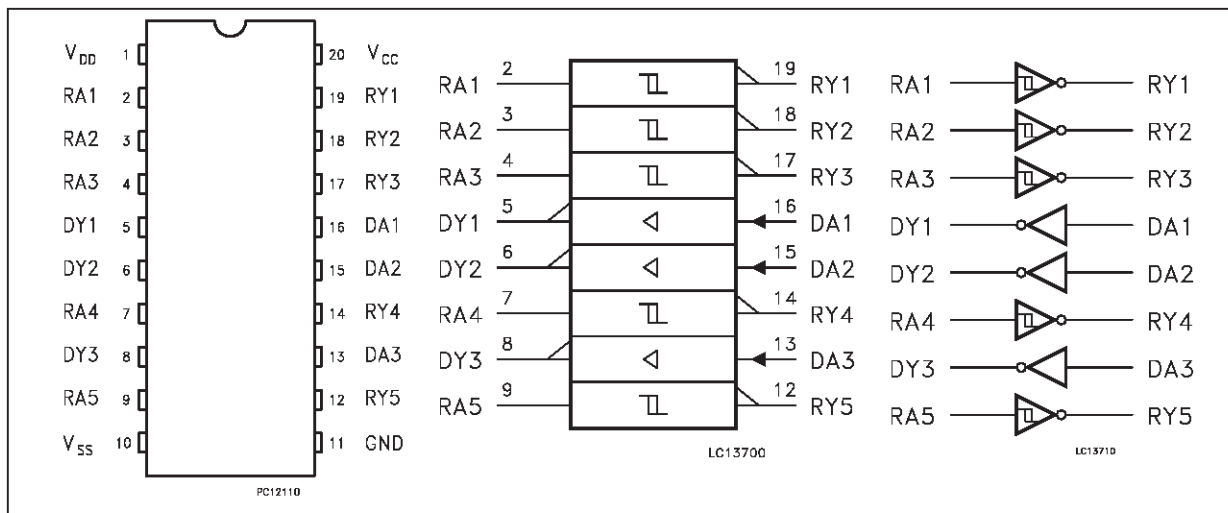 V_DD 1 20 V_CC
RA1 2 19 RY1
RA2 3 18 RY2
RA3 4 17 RY3
DY1 5 16 DA1
DY2 6 15 DA2
RA4 7 14 RY4
DY3 8 13 DA3
RA5 9 12 RY5
V_SS 10 11 GND
PC12110
RA1 2 19 RY1
RA2 3 18 RY2
RA3 4 17 RY3
DY1 5 16 DA1
DY2 6 15 DA2
RA4 7 14 RY4
DY3 8 13 DA3
RA5 9 12 RY5
LC13700
RA1 RY1
RA2 RY2
RA3 RY3
DY1 DA1
DY2 DA2
RA4 RY4
DY3 DA3
RA5 RY5
LC13710